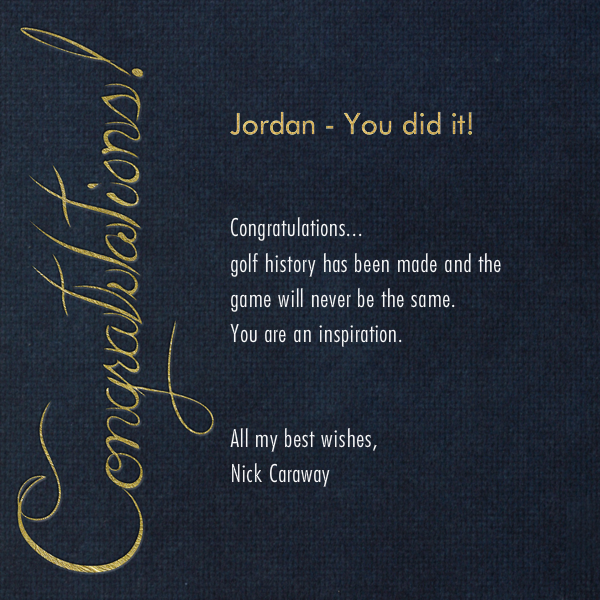 Congratulations!
Jordan - You did it!
Congratulations...
golf history has been made and the
game will never be the same.
You are an inspiration.
All my best wishes,
Nick Caraway